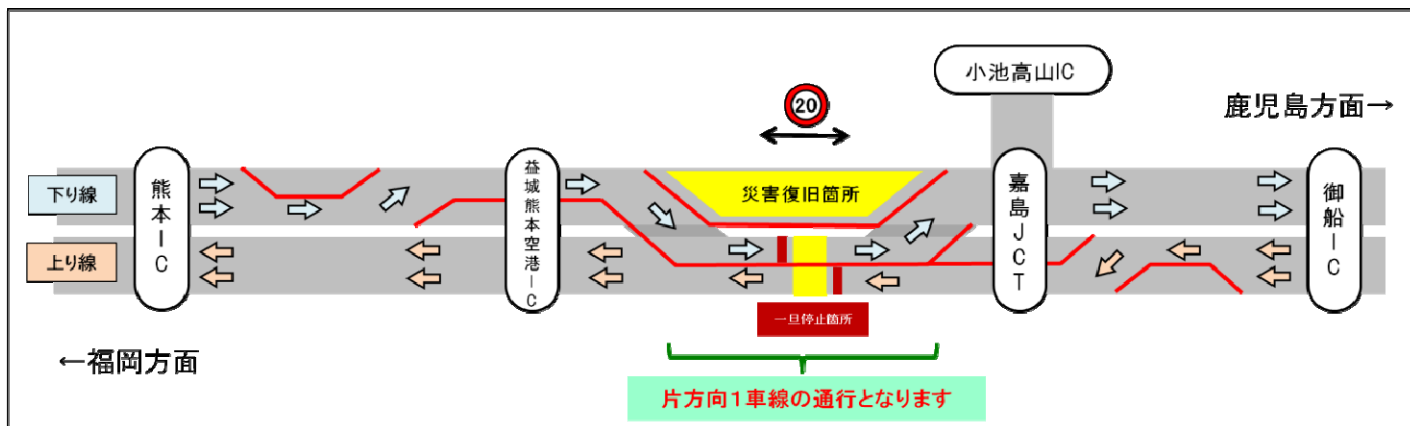 小池高山IC
20
鹿児島方面→
下り線
熊本IC
益城熊本空港IC
災害復旧箇所
嘉島JCT
御船IC
上り線
一旦停止箇所
←福岡方面
片方向1車線の通行となります